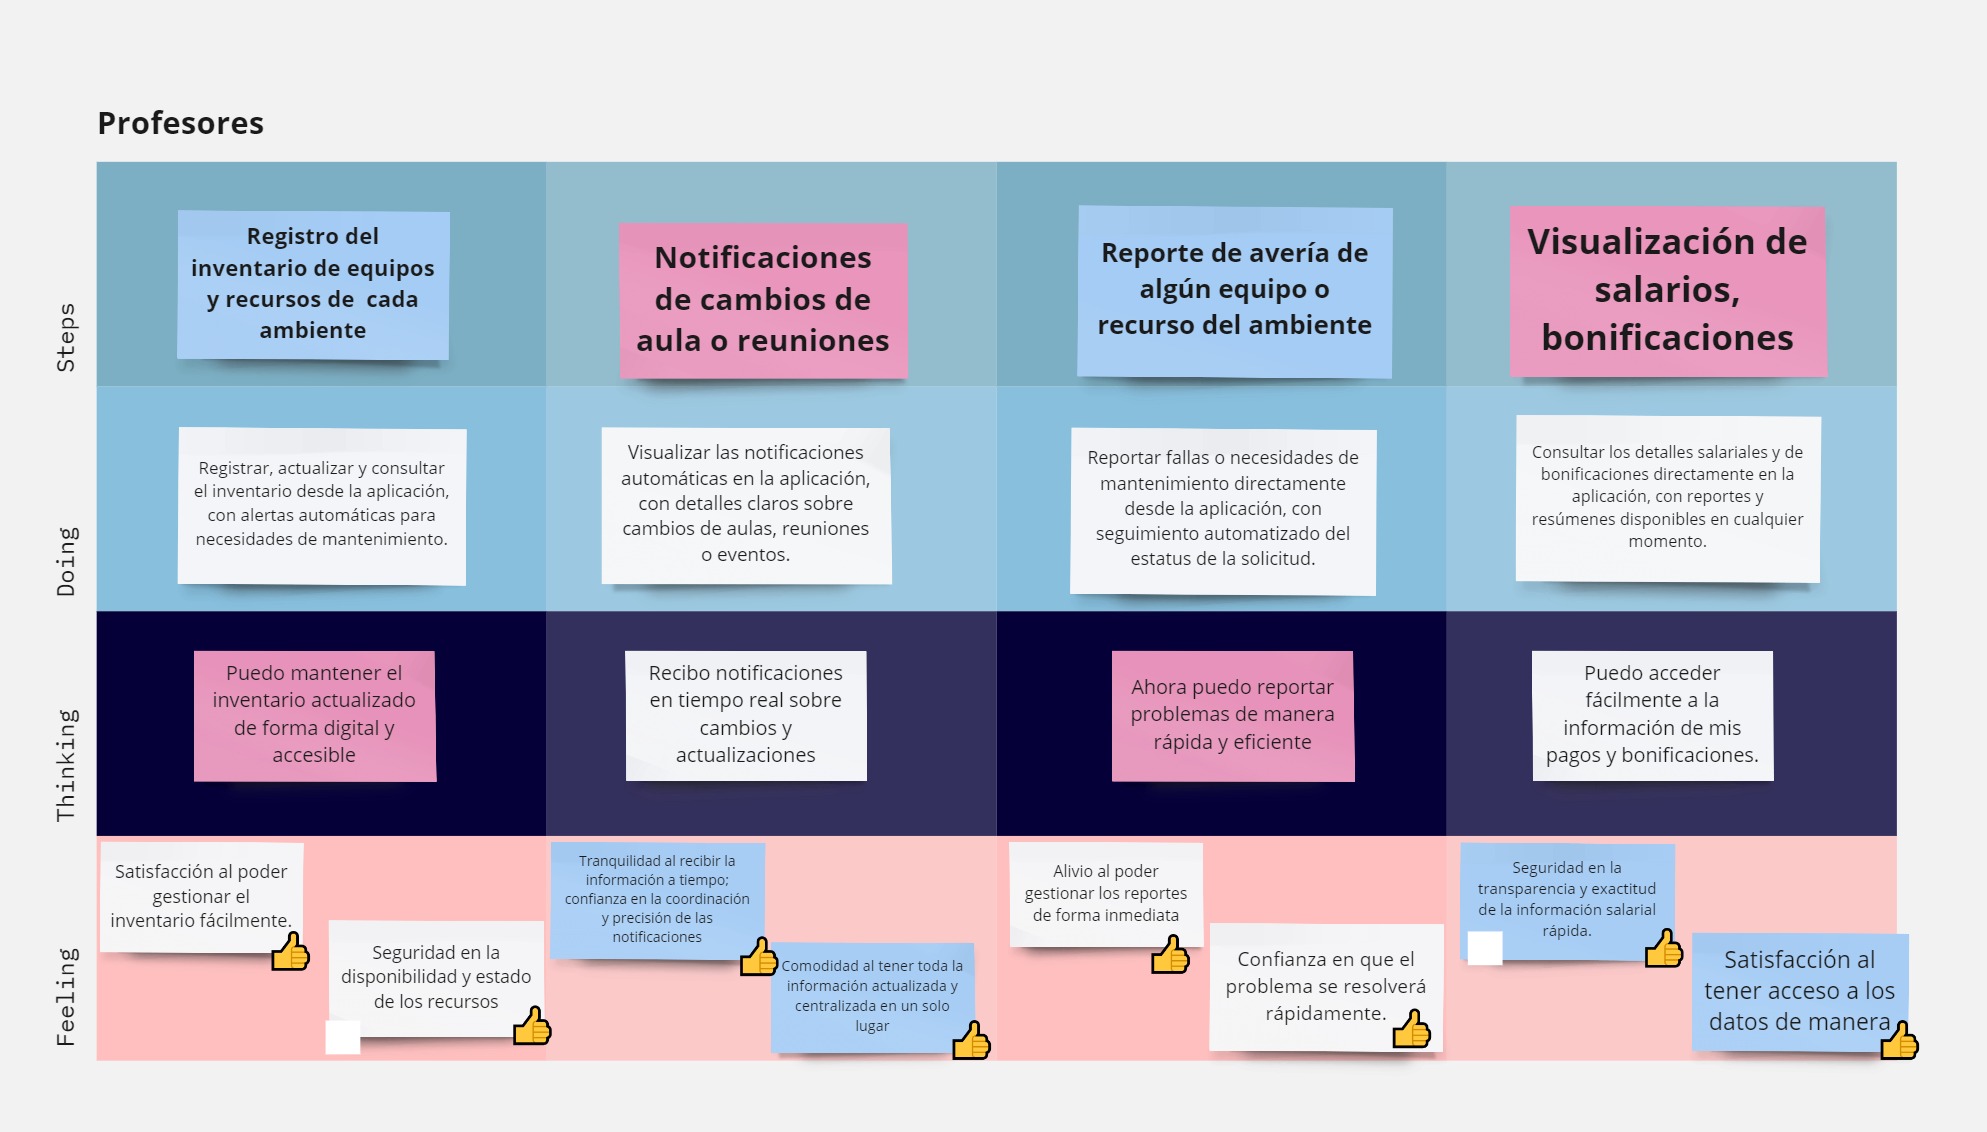 Profesores
Steps
Registro del
inventario de equipos
y recursos de cada
ambiente
Notificaciones
de cambios de
aula o reuniones
Reporte de avería de
algún equipo o
recurso del ambiente
Visualización de
salarios,
bonificaciones
Doing
Registrar, actualizar y consultar
el inventario desde la aplicación,
con alertas automáticas para
necesidades de mantenimiento.
Visualizar las notificaciones
automáticas en la aplicación,
con detalles claros sobre
cambios de aulas, reuniones
o eventos.
Reportar fallas o necesidades de
mantenimiento directamente
desde la aplicación, con
seguimiento automatizado del
estatus de la solicitud.
Consultar los detalles salariales y de
bonificaciones directamente en la
aplicación, con reportes y
resúmenes disponibles en cualquier
momento.
Thinking
Puedo mantener el
inventario actualizado
de forma digital y
accesible
Recibo notificaciones
en tiempo real sobre
cambios y
actualizaciones
Ahora puedo reportar
problemas de manera
rápida y eficiente
Puedo acceder
fácilmente a la
información de mis
pagos y bonificaciones.
Feeling
Satisfacción al poder
gestionar el
inventario fácilmente.
Seguridad en la
disponibilidad y estado
de los recursos
Tranquilidad al recibir la
información a tiempo;
confianza en la coordinación
y precisión de las
notificaciones
Comodidad al tener toda la
información actualizada y
centralizada en un solo
lugar
Alivio al poder
gestionar los reportes
de forma inmediata
Confianza en que el
problema se resolverá
rápidamente.
Seguridad en la
transparencia y exactitud
de la información salarial
rápida.
Satisfacción al
tener acceso a los
datos de manera